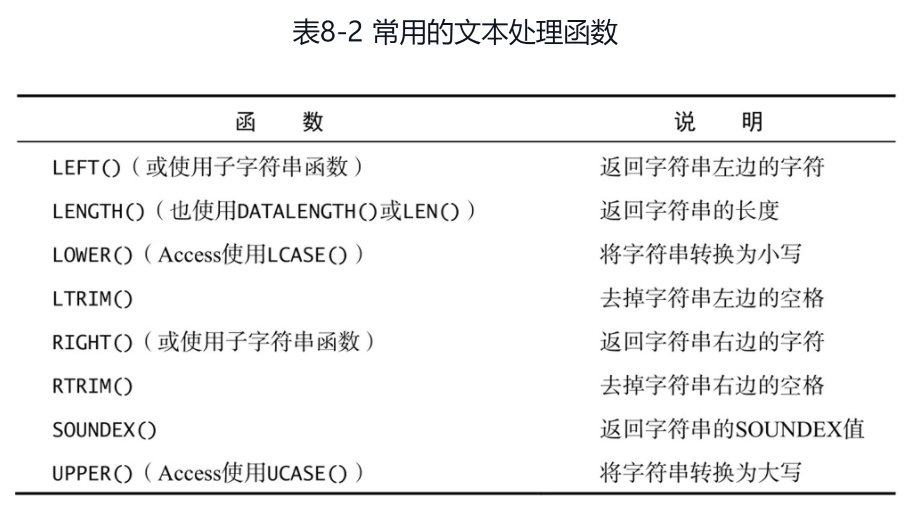 表8-2 常用的文本处理函数
函 数 说 明
LEFT()（或使用子字符串函数） 返回字符串左边的字符
LENGTH()（也使用DATALENGTH()或LEN()） 返回字符串的长度
LOWER()（Access使用LCASE()） 将字符串转换为小写
LTRIM() 去掉字符串左边的空格
RIGHT()（或使用子字符串函数） 返回字符串右边的字符
RTRIM() 去掉字符串右边的空格
SOUNDEX() 返回字符串的SOUNDEX值
UPPER()（Access使用UCASE()） 将字符串转换为大写